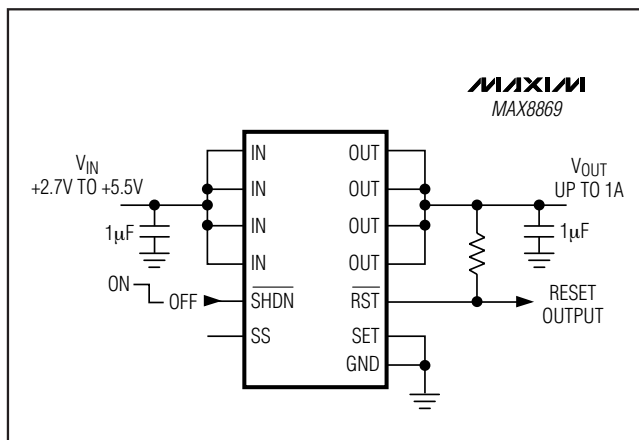 MAXIM
MAX8869
VIN
+2.7V TO +5.5V
1μF
ON
OFF
IN
IN
IN
IN
SHDN
SS
OUT
OUT
OUT
OUT
RST
SET
GND
VOUT
UP TO 1A
1μF
RESET
OUTPUT